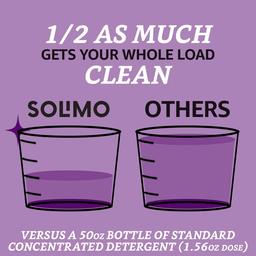 1/2 AS MUCH
GETS YOUR WHOLE LOAD
CLEAN
SOLIMO OTHERS
VERSUS A 50oz BOTTLE OF STANDARD
CONCENTRATED DETERGENT (1.56oz DOSE)